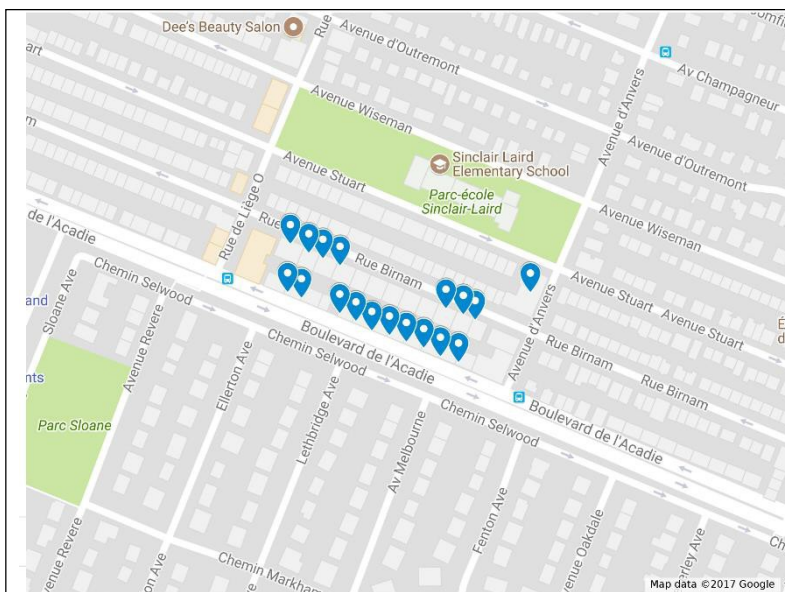 Dee's Beauty Salon
Rue
Avenue d'Outremont
Av Champagneur
Avenue d'Anvers
Avenue Wiseman
Avenue d'Outremont
Avenue Stuart
Sinclair Laird
Elementary School
Parc-école
Sinclair-Laird
Rue de Liège O
de l'Acadie
Rue Birnam
Avenue Wiseman
Avenue Stuart
Avenue Stuart
Chemin Selwood
Sloane Ave
Avenue Revere
Ellerton Ave
Boulevard de l'Acadie
Chemin Selwood
Avenue d'Anvers
Rue Birnam
Rue Birnam
Lethbridge Ave
Av Melbourne
Boulevard de l'Acadie
Chemin Selwood
Parc Sloane
Fenton Ave
Avenue Oakdale
Avenue Revere
Chemin Markham
Map data ©2017 Google